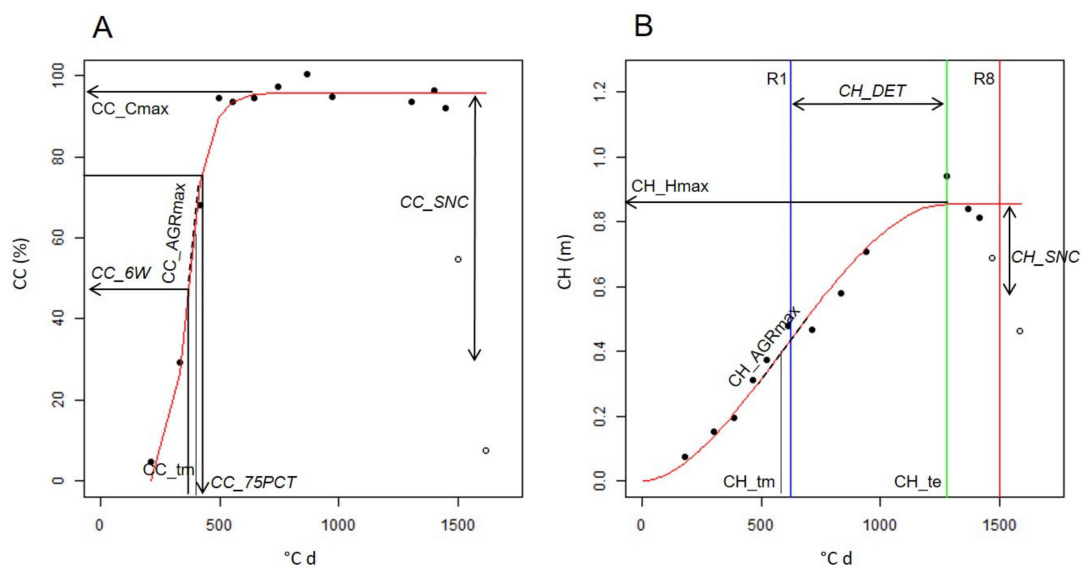 A
CC (%)
100
80
60
40
20
0
CC_Cmax
CC_AGRmax
CC_6W
CC_SNC
CC_tm
CC_75PCT
0 500 1000 1500
°C d
B
CH (m)
1.2
1.0
0.8
0.6
0.4
0.2
0.0
R1
R8
CH_DET
CH_Hmax
CH_SNC
CH_AGRmax
CH_tm
CH_te
0 500 1000 1500
°C d